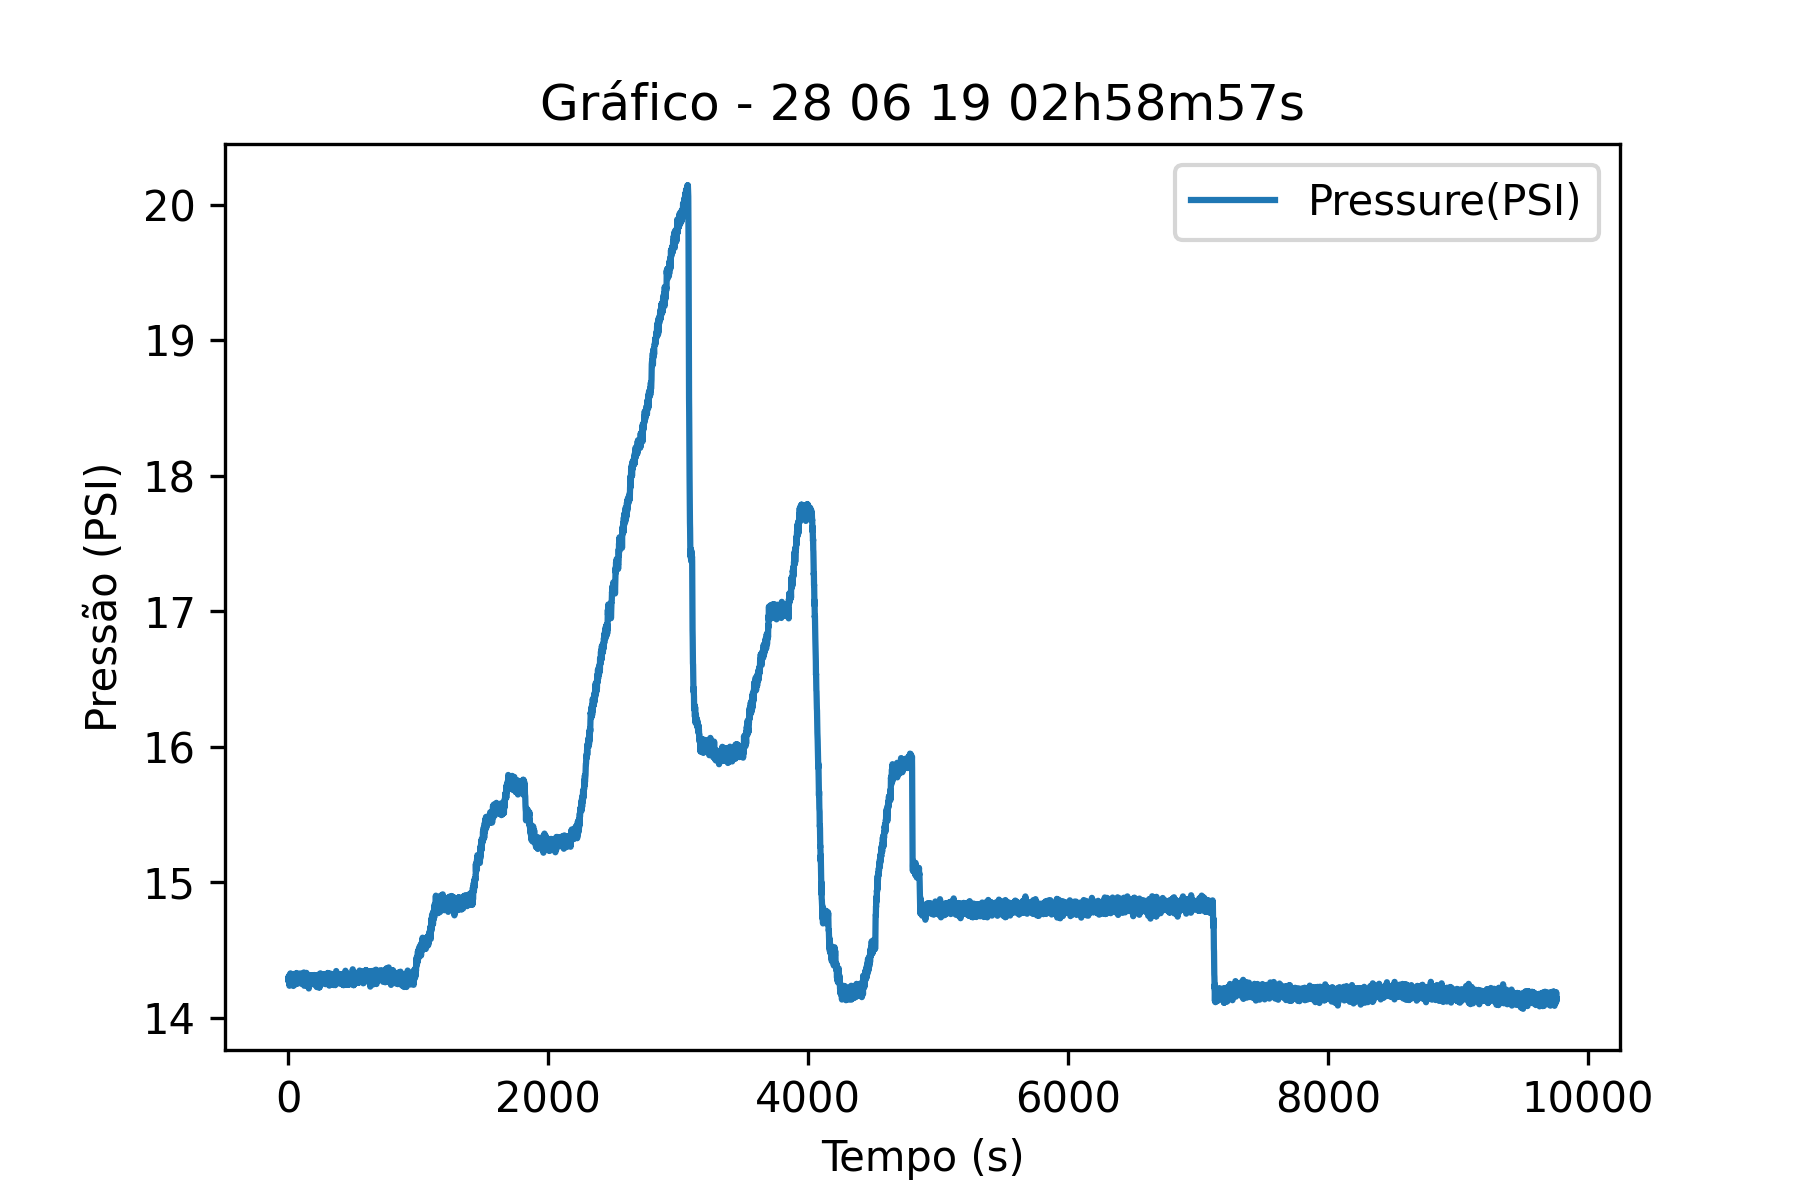 Gráfico - 28 06 19 02h58m57s
Pressure(PSI)
Pressão (PSI)
20
19
18
17
16
15
14
0 2000 4000 6000 8000 10000
Tempo (s)